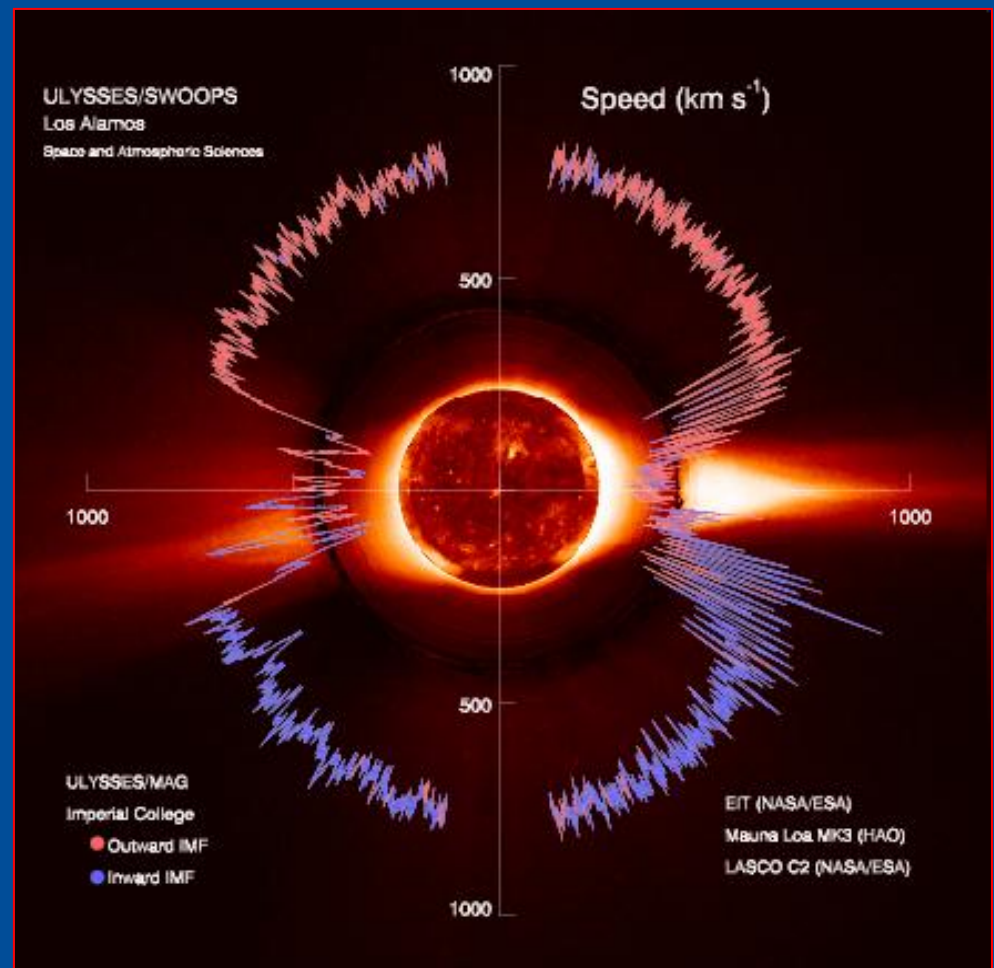 ULYSSES/SWOOPS
Los Alamos
Space and Atmospheric Sciences
Speed (km s⁻¹)
1000
500
1000
1000
500
1000
ULYSSES/MAG
Imperial College
Outward IMF
Inward IMF
EIT (NASA/ESA)
Mauna Loa MK3 (HAO)
LASCO C2 (NASA/ESA)